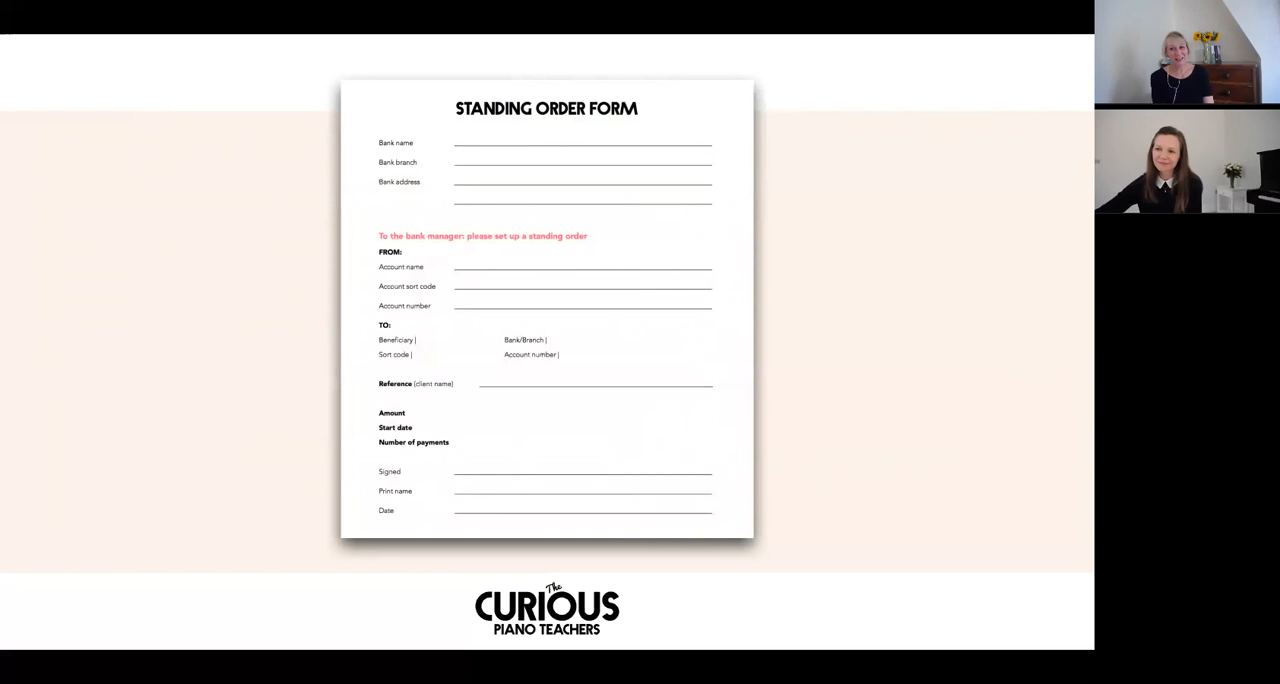 STANDING ORDER FORM
Bank name
Bank branch
Bank address
To the bank manager: please set up a standing order
FROM:
Account name
Account sort code
Account number
TO:
Beneficiary | Bank/Branch |
Sort code | Account number |
Reference (client name)
Amount
Start date
Number of payments
Signed
Print name
Date
The
CURIOUS
PIANO TEACHERS